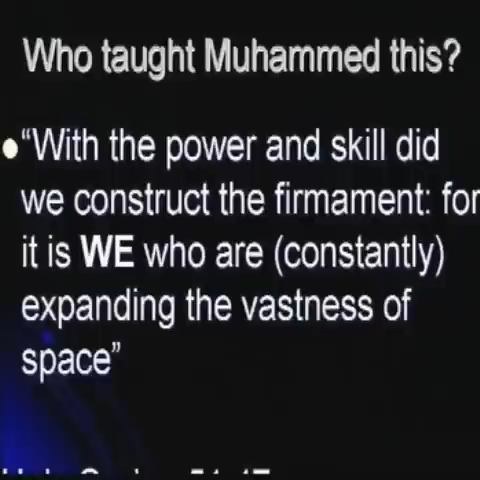 Who taught Muhammed this?
•“With the power and skill did
we construct the firmament: for
it is WE who are (constantly)
expanding the vastness of
space”